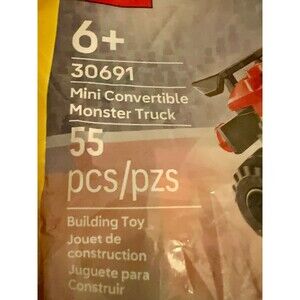 6+
30691
Mini Convertible
Monster Truck
55
pcs/pzs
Building Toy
Jouet de
construction
Juguete para
Construir